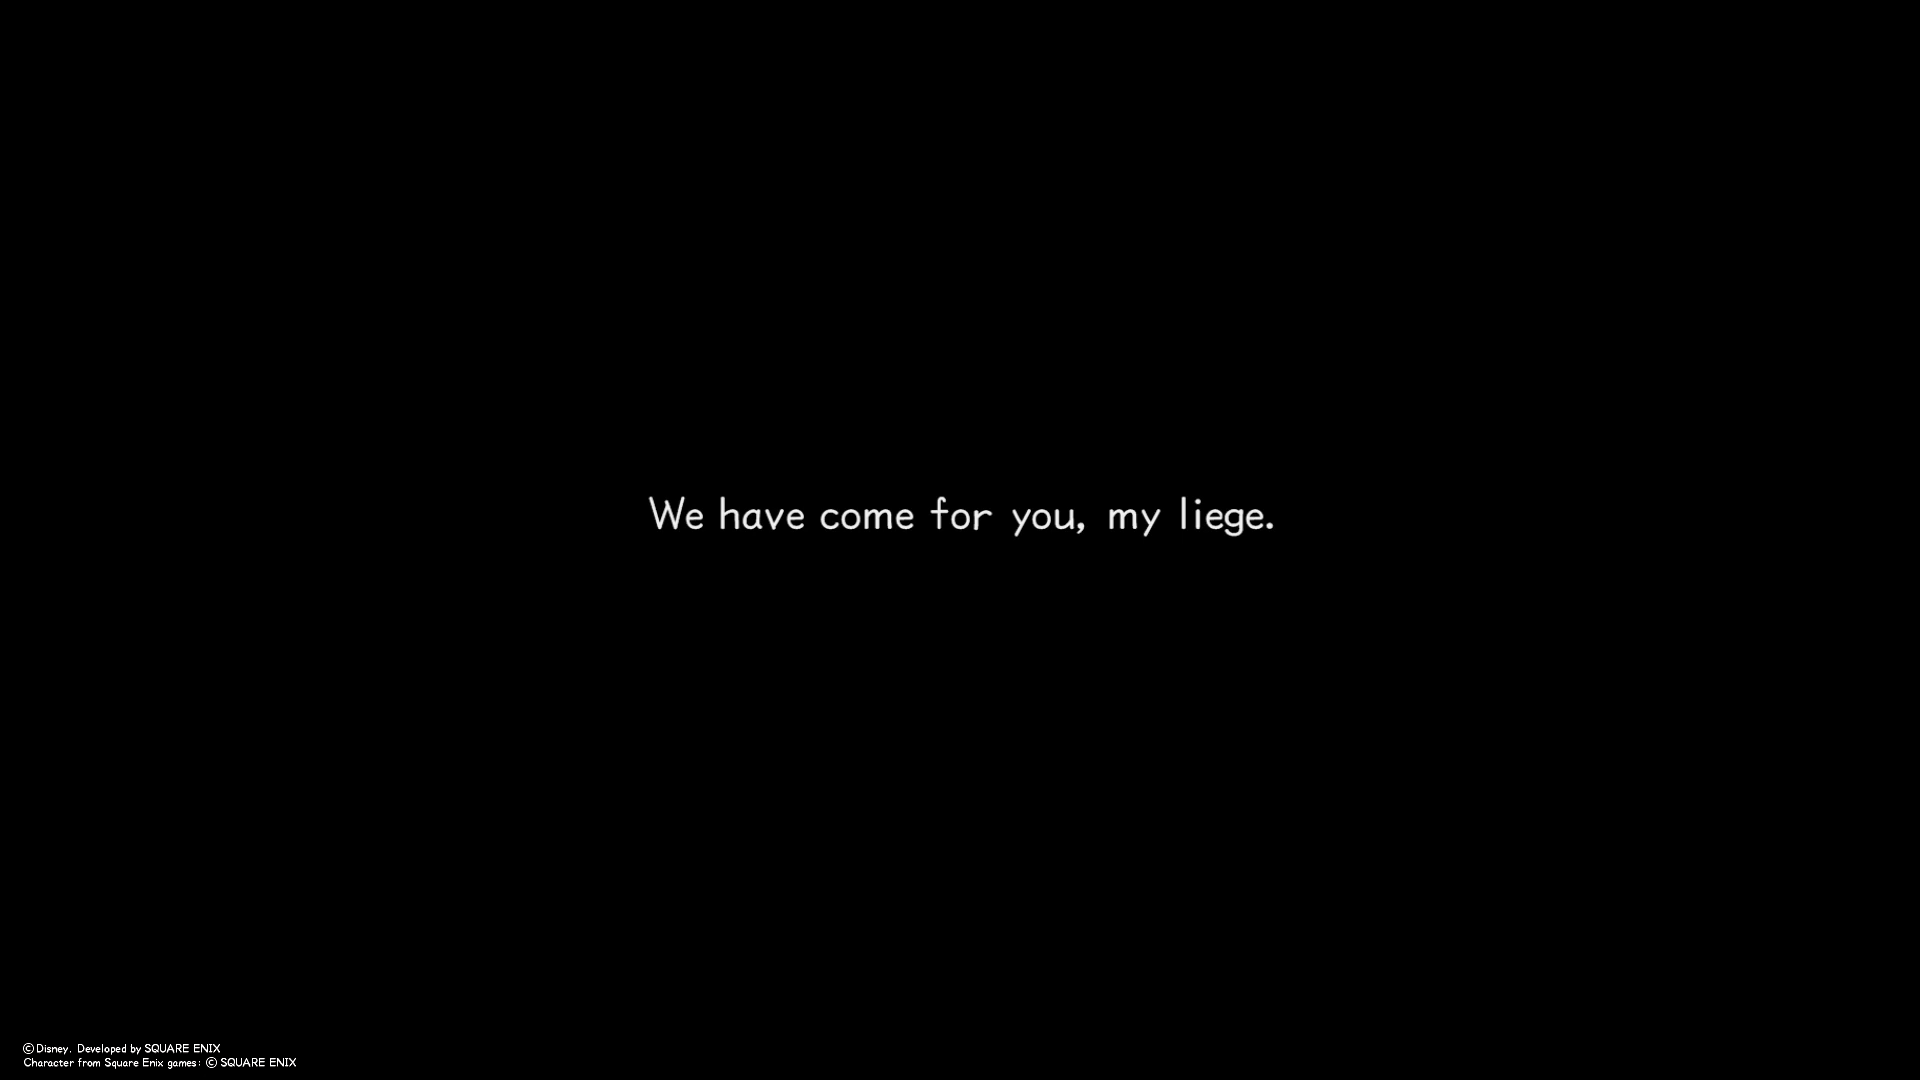 We have come for you, my liege.
© Disney. Developed by SQUARE ENIX
Character from Square Enix games: © SQUARE ENIX